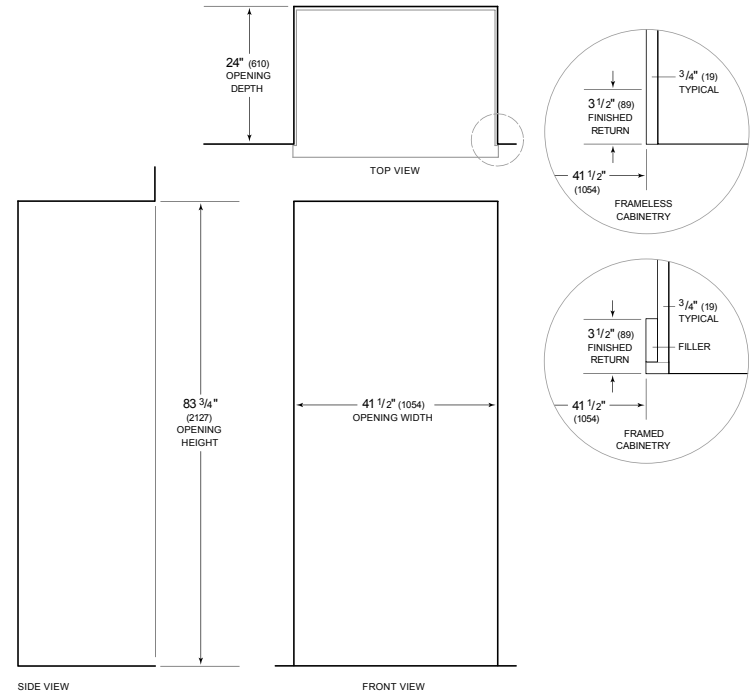 24" (610)
OPENING
DEPTH
TOP VIEW
3/4" (19)
TYPICAL
3 1/2" (89)
FINISHED
RETURN
41 1/2"
(1054)
FRAMELESS
CABINETRY
83 3/4"
(2127)
OPENING
HEIGHT
41 1/2" (1054)
OPENING WIDTH
3/4" (19)
TYPICAL
3 1/2" (89)
FINISHED
RETURN
FILLER
41 1/2"
(1054)
FRAMED
CABINETRY
SIDE VIEW
FRONT VIEW